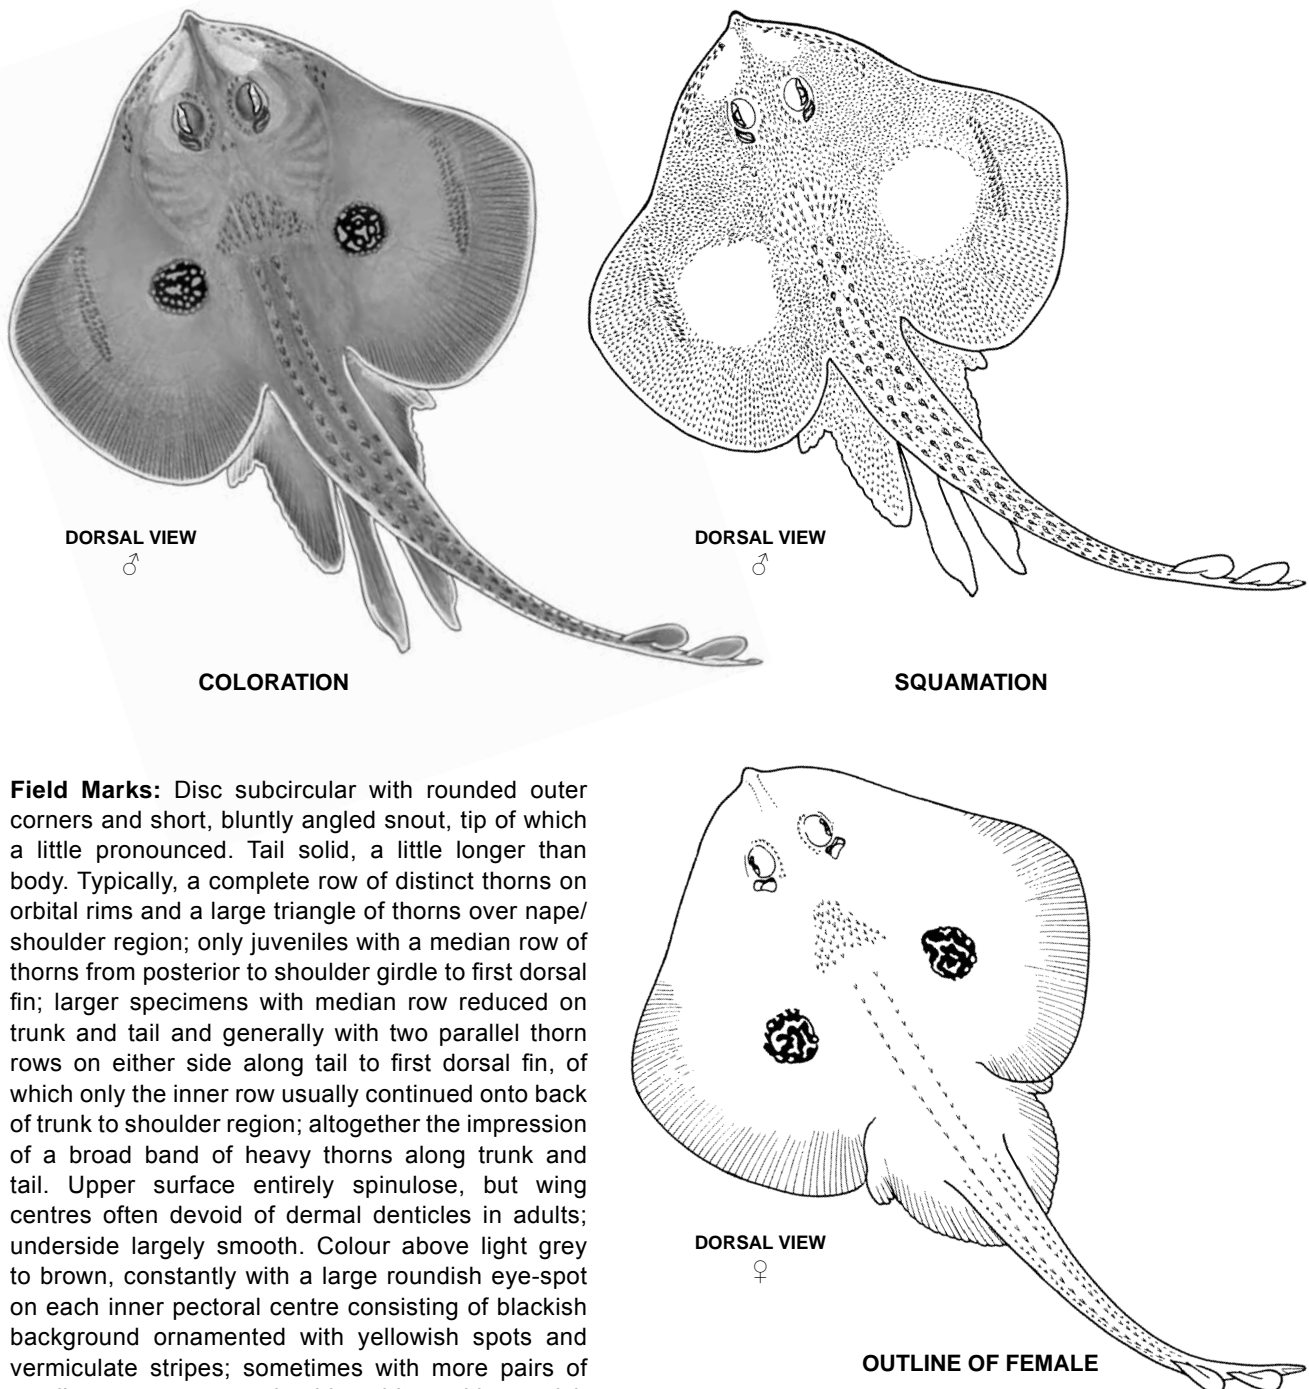 DORSAL VIEW
♂
COLORATION
DORSAL VIEW
♂
SQUAMATION
Field Marks: Disc subcircular with rounded outer
corners and short, bluntly angled snout, tip of which
a little pronounced. Tail solid, a little longer than
body. Typically, a complete row of distinct thorns on
orbital rims and a large triangle of thorns over nape/
shoulder region; only juveniles with a median row of
thorns from posterior to shoulder girdle to first dorsal
fin; larger specimens with median row reduced on
trunk and tail and generally with two parallel thorn
rows on either side along tail to first dorsal fin, of
which only the inner row usually continued onto back
of trunk to shoulder region; altogether the impression
of a broad band of heavy thorns along trunk and
tail. Upper surface entirely spinulose, but wing
centres often devoid of dermal denticles in adults;
underside largely smooth. Colour above light grey
to brown, constantly with a large roundish eye-spot
on each inner pectoral centre consisting of blackish
background ornamented with yellowish spots and
vermiculate stripes; sometimes with more pairs of
DORSAL VIEW
♀
OUTLINE OF FEMALE